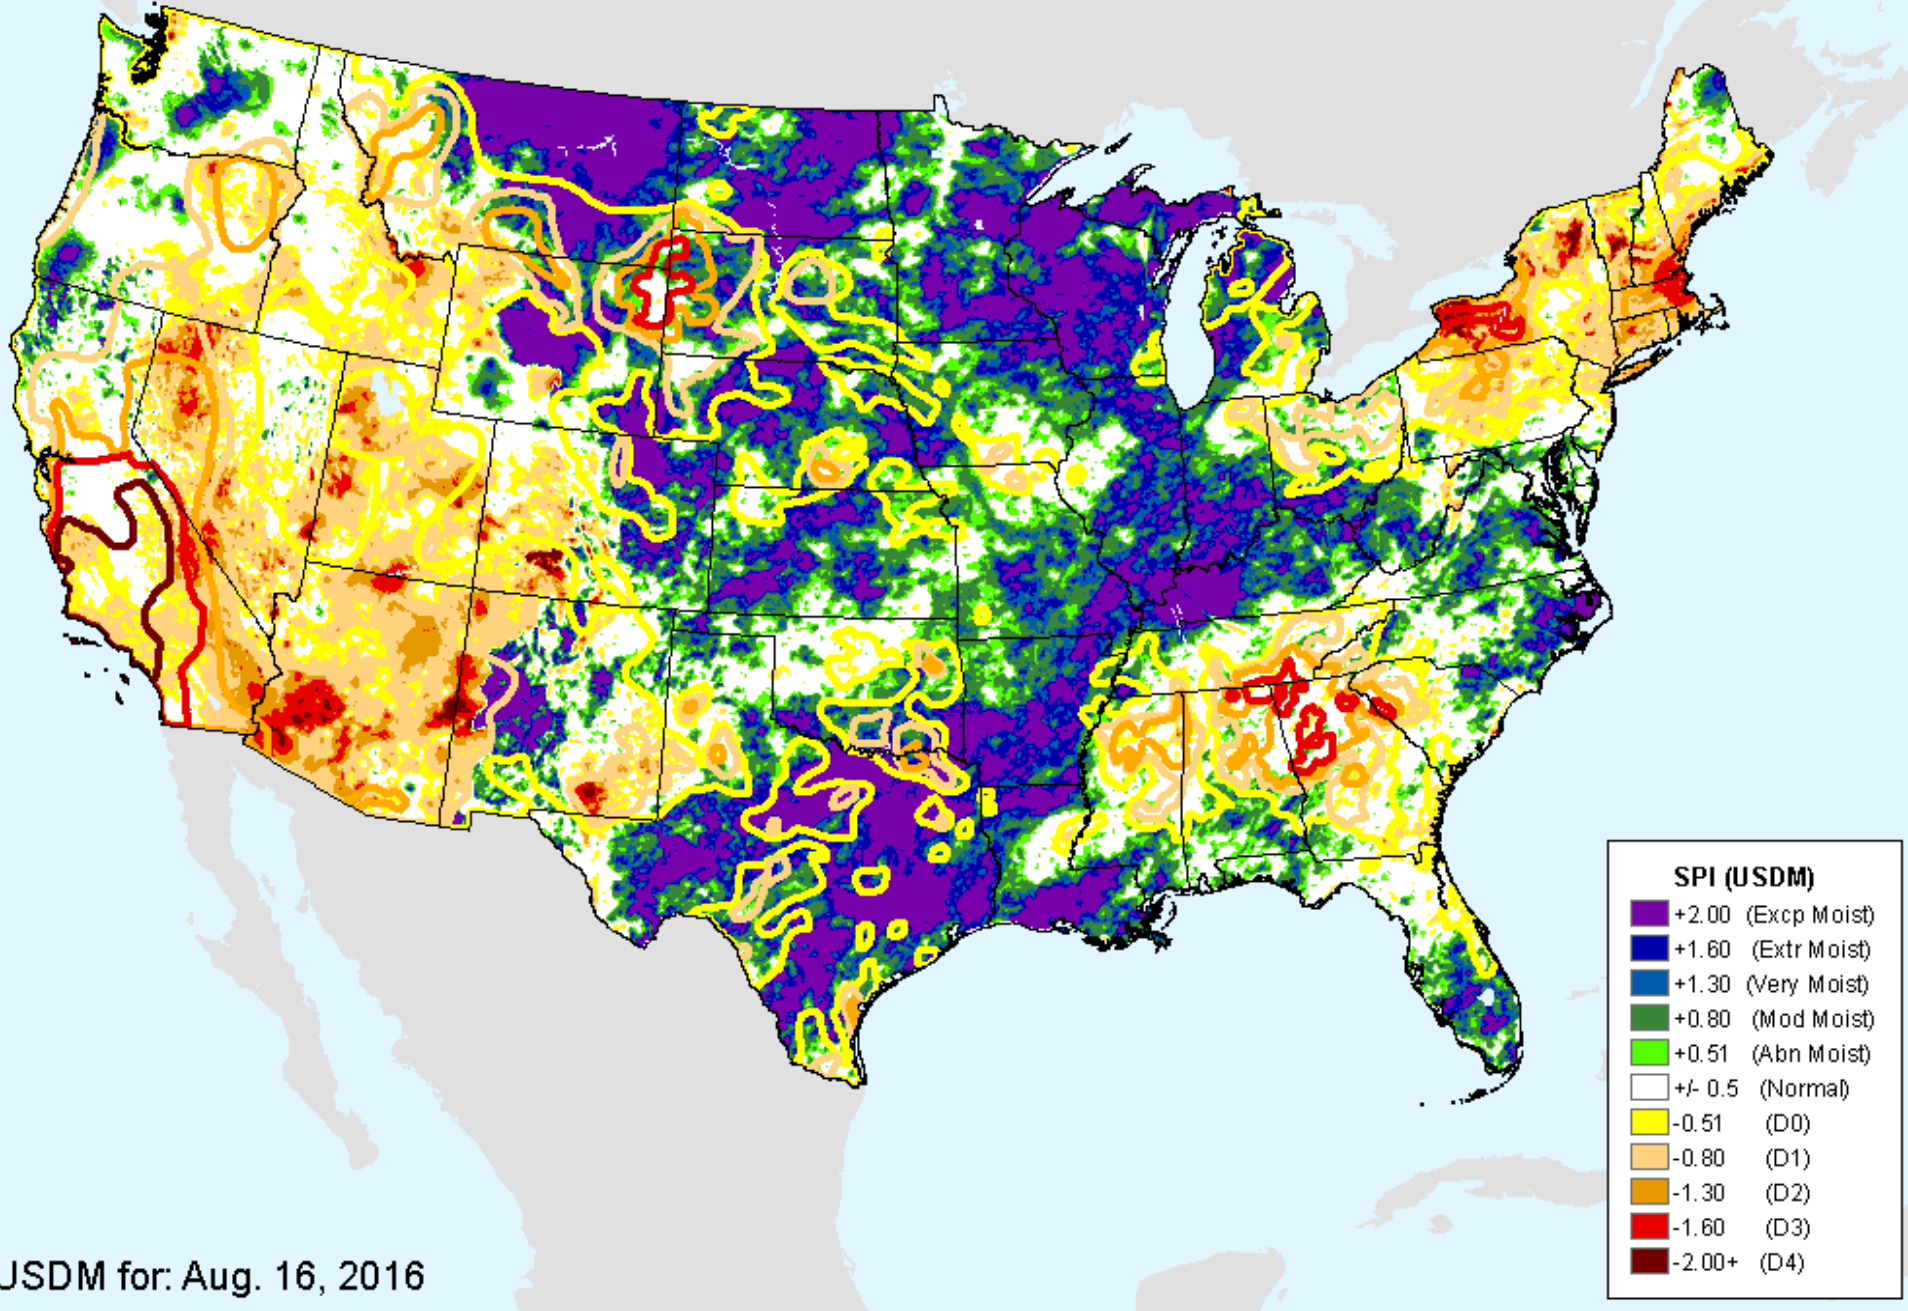 SPI (USDM)
+2.00 (Excp Moist)
+1.60 (Extr Moist)
+1.30 (Very Moist)
+0.80 (Mod Moist)
+0.51 (Abn Moist)
+/- 0.5 (Normal)
-0.51 (D0)
-0.80 (D1)
-1.30 (D2)
-1.60 (D3)
-2.00+ (D4)
USDM for: Aug. 16, 2016